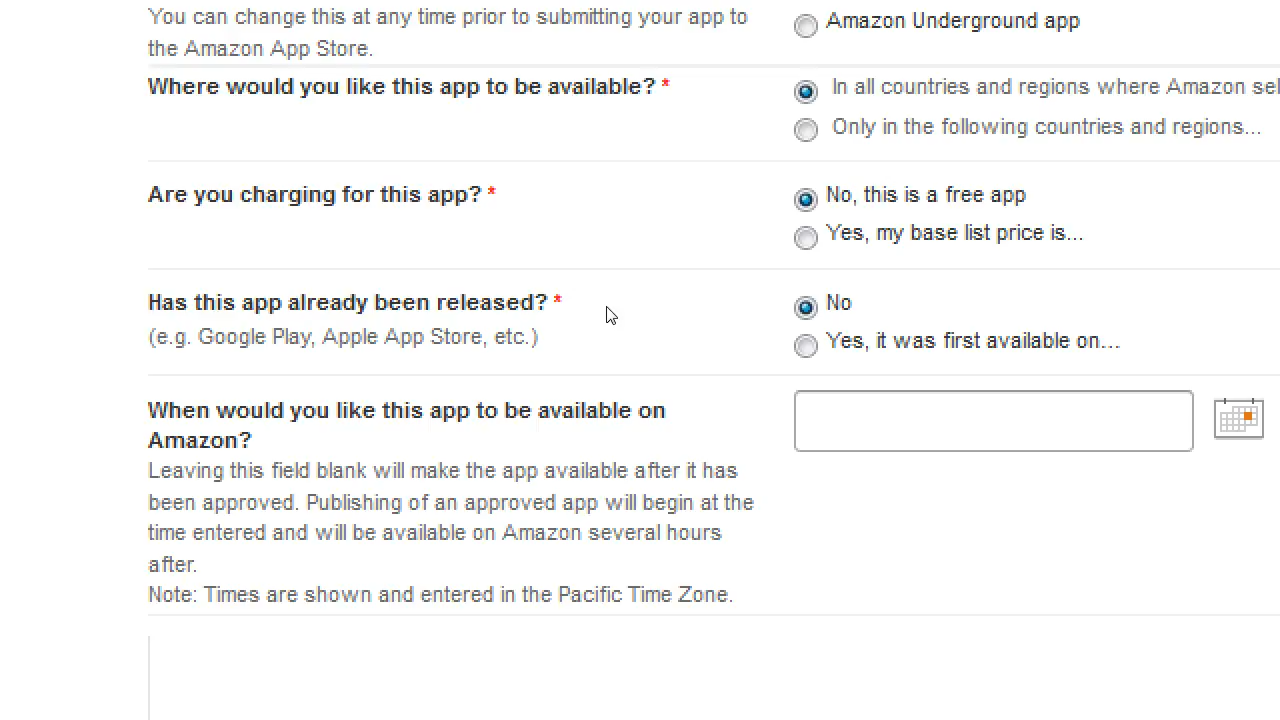 You can change this at any time prior to submitting your app to
the Amazon App Store.
Amazon Underground app
Where would you like this app to be available? *
In all countries and regions where Amazon sel
Only in the following countries and regions...
Are you charging for this app? *
No, this is a free app
Yes, my base list price is...
Has this app already been released? *
(e.g. Google Play, Apple App Store, etc.)
No
Yes, it was first available on...
When would you like this app to be available on
Amazon?
Leaving this field blank will make the app available after it has
been approved. Publishing of an approved app will begin at the
time entered and will be available on Amazon several hours
after.
Note: Times are shown and entered in the Pacific Time Zone.